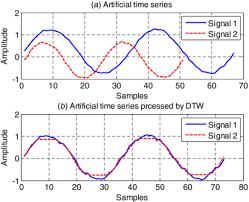 (a) Artificial time series
2
1
0
-1
Amplitude
Signal 1
Signal 2
0 10 20 30 40 50 60 70
Samples
(b) Artificial time series prcessed by DTW
2
1
0
-1
Amplitude
Signal 1
Signal 2
0 10 20 30 40 50 60 70 80
Samples